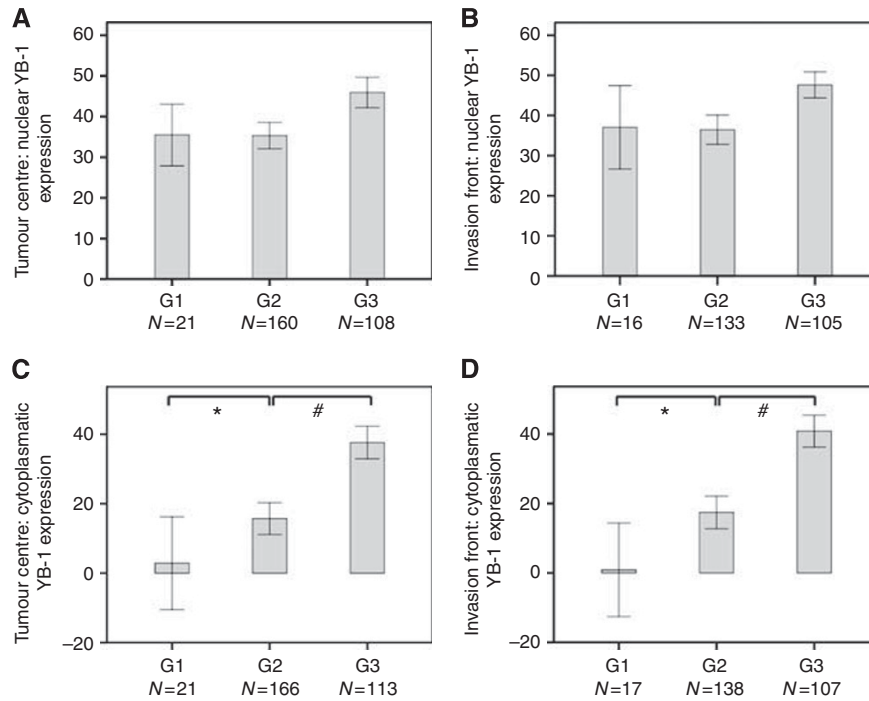 A
Tumour centre: nuclear YB-1
expression
60
50
40
30
20
10
0
G1 G2 G3
N=21 N=160 N=108
B
Invasion front: nuclear YB-1
expression
60
50
40
30
20
10
0
G1 G2 G3
N=16 N=133 N=105
C
Tumour centre: cytoplasmatic
YB-1 expression
40
20
0
–20
* #
G1 G2 G3
N=21 N=166 N=113
D
Invasion front: cytoplasmatic
YB-1 expression
40
20
0
–20
* #
G1 G2 G3
N=17 N=138 N=107